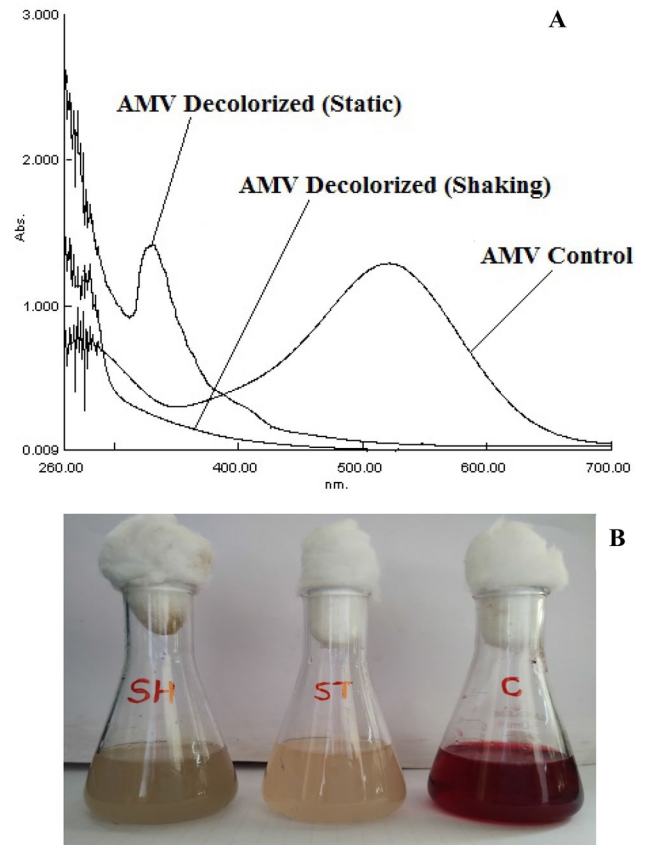 3.000
A
AMV Decolorized (Static)
2.000
AMV Decolorized (Shaking)
Abs.
AMV Control
1.000
0.009
260.00 400.00 500.00 600.00 700.00
nm.
B
SH ST C